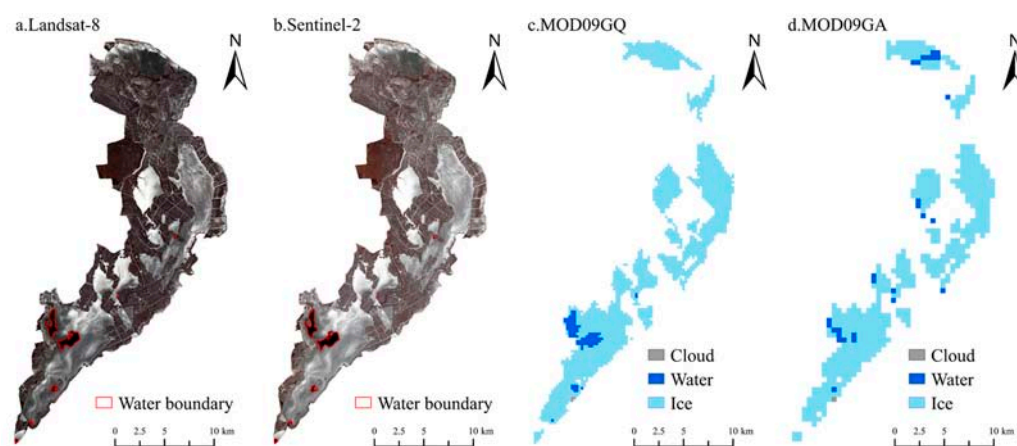 a.Landsat-8
b.Sentinel-2
c.MOD09GQ
d.MOD09GA
N
N
N
N
Cloud
Water
Ice
Cloud
Water
Ice
Water boundary
Water boundary
0 2.5 5 10 km
0 2.5 5 10 km
0 2.5 5 10 km
0 2.5 5 10 km